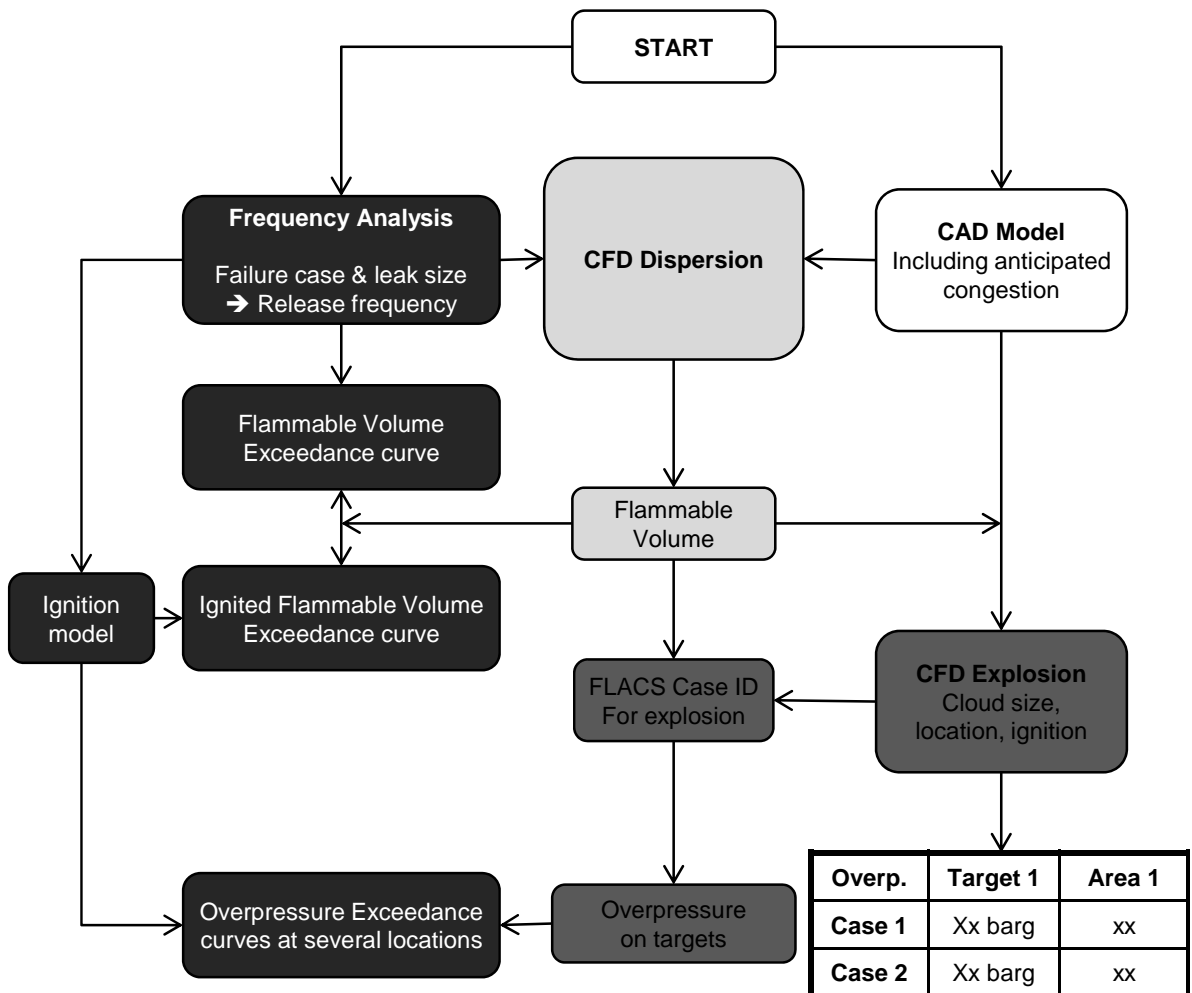 START
Frequency Analysis
Failure case & leak size
➔ Release frequency
CFD Dispersion
CAD Model
Including anticipated
congestion
Flammable Volume
Exceedance curve
Flammable
Volume
Ignition
model
Ignited Flammable Volume
Exceedance curve
FLACS Case ID
For explosion
CFD Explosion
Cloud size,
location, ignition
Overpressure Exceedance
curves at several locations
Overpressure
on targets
Overp. Target 1 Area 1
Case 1 Xx barg xx
Case 2 Xx barg xx